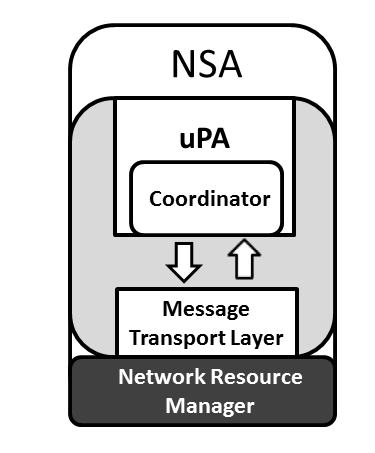 NSA
uPA
Coordinator
Message
Transport Layer
Network Resource
Manager